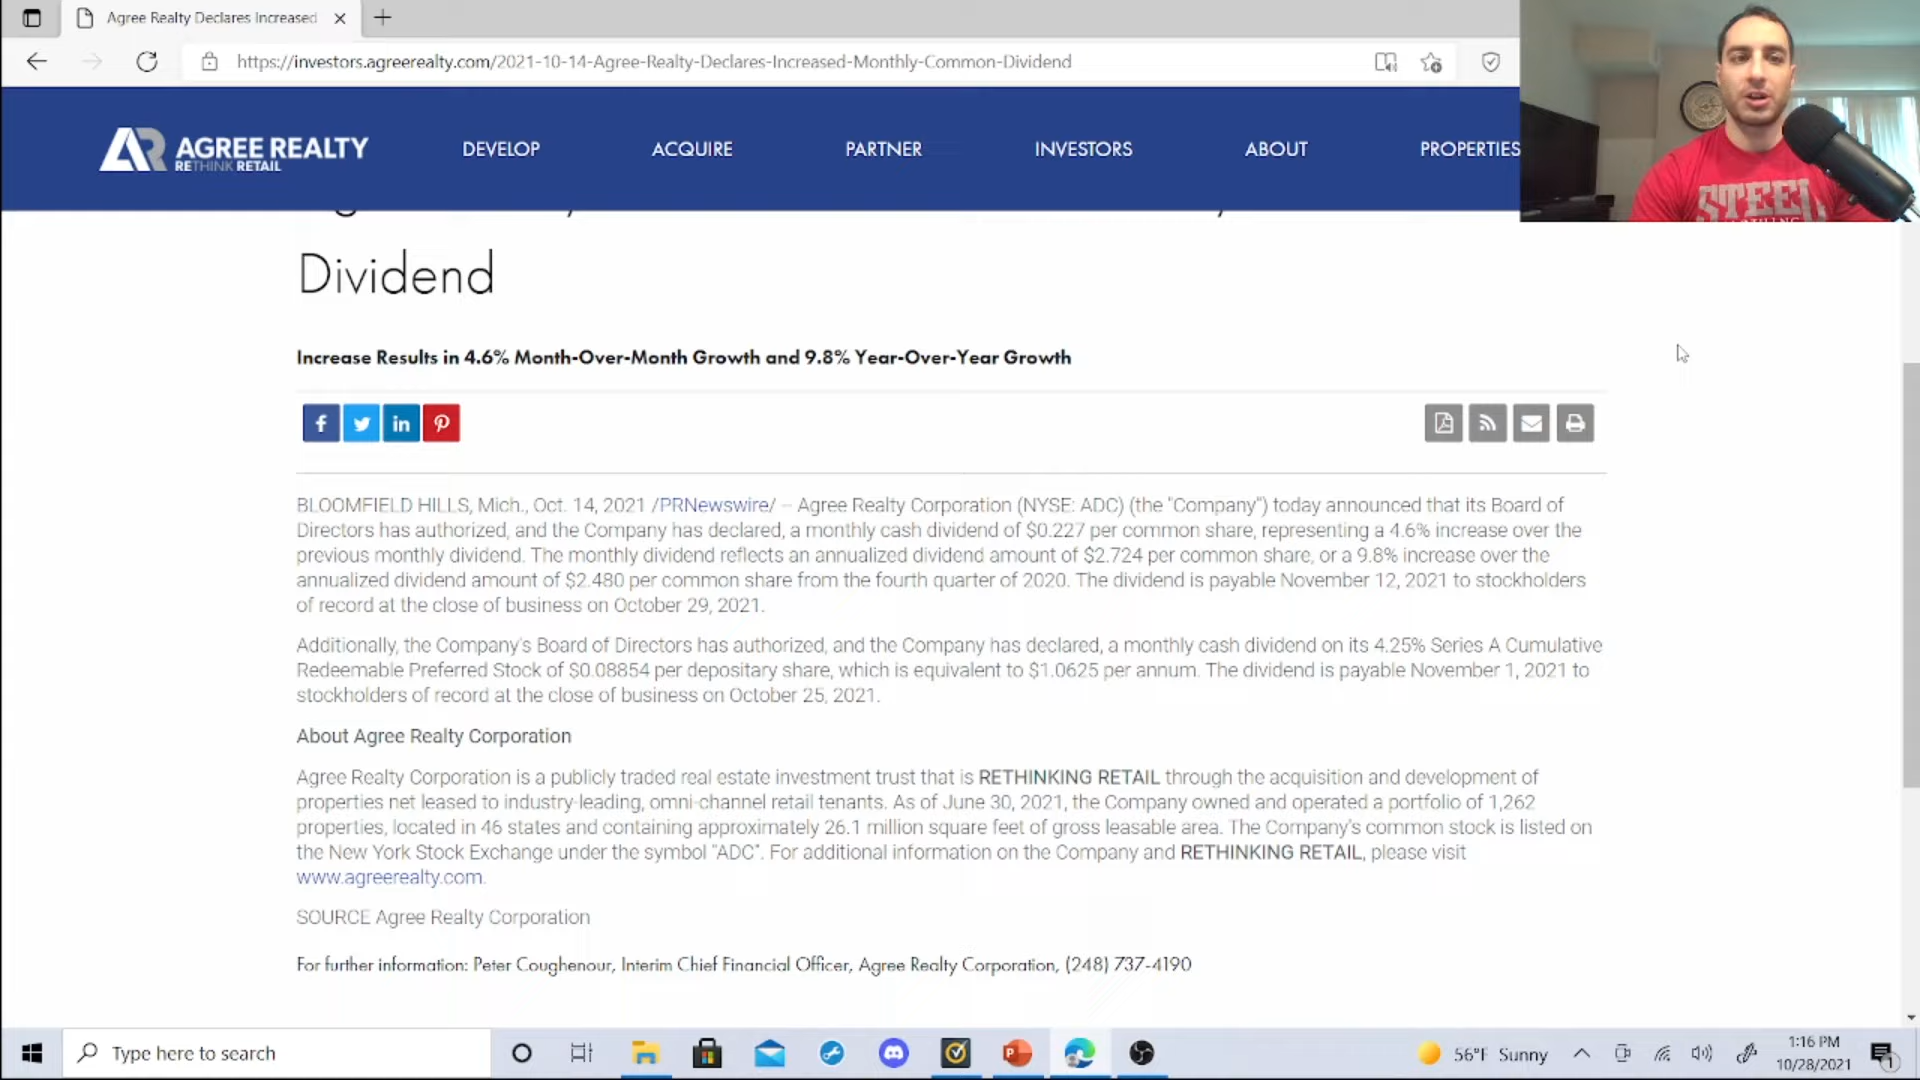 Agree Realty Declares Increased
https://investors.agreerealty.com/2021-10-14-Agree-Realty-Declares-Increased-Monthly-Common-Dividend
AGREE REALTY
RETHINK RETAIL
DEVELOP
ACQUIRE
PARTNER
INVESTORS
ABOUT
PROPERTIES
STEEL
Dividend
Increase Results in 4.6% Month-Over-Month Growth and 9.8% Year-Over-Year Growth
BLOOMFIELD HILLS, Mich., Oct. 14, 2021 /PRNewswire/ -- Agree Realty Corporation (NYSE: ADC) (the "Company") today announced that its Board of
Directors has authorized, and the Company has declared, a monthly cash dividend of $0.227 per common share, representing a 4.6% increase over the
previous monthly dividend. The monthly dividend reflects an annualized dividend amount of $2.724 per common share, or a 9.8% increase over the
annualized dividend amount of $2.480 per common share from the fourth quarter of 2020. The dividend is payable November 12, 2021 to stockholders
of record at the close of business on October 29, 2021.
Additionally, the Company's Board of Directors has authorized, and the Company has declared, a monthly cash dividend on its 4.25% Series A Cumulative
Redeemable Preferred Stock of $0.08854 per depositary share, which is equivalent to $1.0625 per annum. The dividend is payable November 1, 2021 to
stockholders of record at the close of business on October 25, 2021.
About Agree Realty Corporation
Agree Realty Corporation is a publicly traded real estate investment trust that is RETHINKING RETAIL through the acquisition and development of
properties net leased to industry-leading, omni-channel retail tenants. As of June 30, 2021, the Company owned and operated a portfolio of 1,262
properties, located in 46 states and containing approximately 26.1 million square feet of gross leasable area. The Company's common stock is listed on
the New York Stock Exchange under the symbol "ADC". For additional information on the Company and RETHINKING RETAIL, please visit
www.agreerealty.com.
SOURCE Agree Realty Corporation
For further information: Peter Coughenour, Interim Chief Financial Officer, Agree Realty Corporation, (248) 737-4190
Type here to search
56°F Sunny
1:16 PM
10/28/2021
1